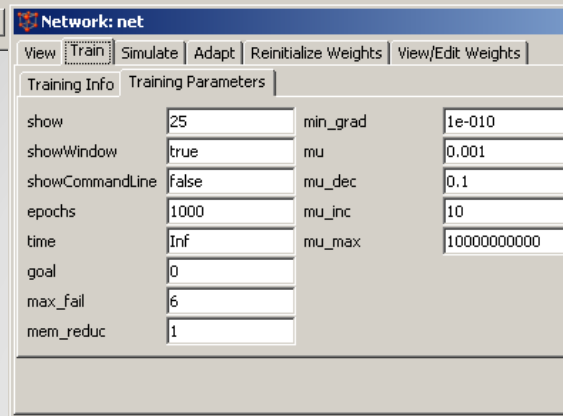 Network: net
View Train Simulate Adapt Reinitialize Weights View/Edit Weights
Training Info Training Parameters
show 25 min_grad 1e-010
showWindow true mu 0.001
showCommandLine false mu_dec 0.1
epochs 1000 mu_inc 10
time Inf mu_max 10000000000
goal 0
max_fail 6
mem_reduc 1